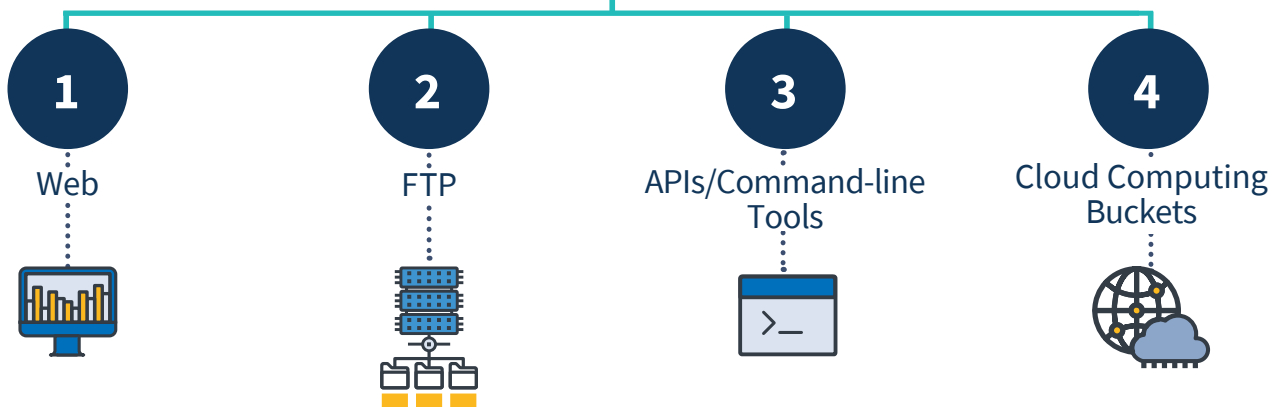 1
2
3
4
Web
FTP
APIs/Command-line
Tools
Cloud Computing
Buckets
>_